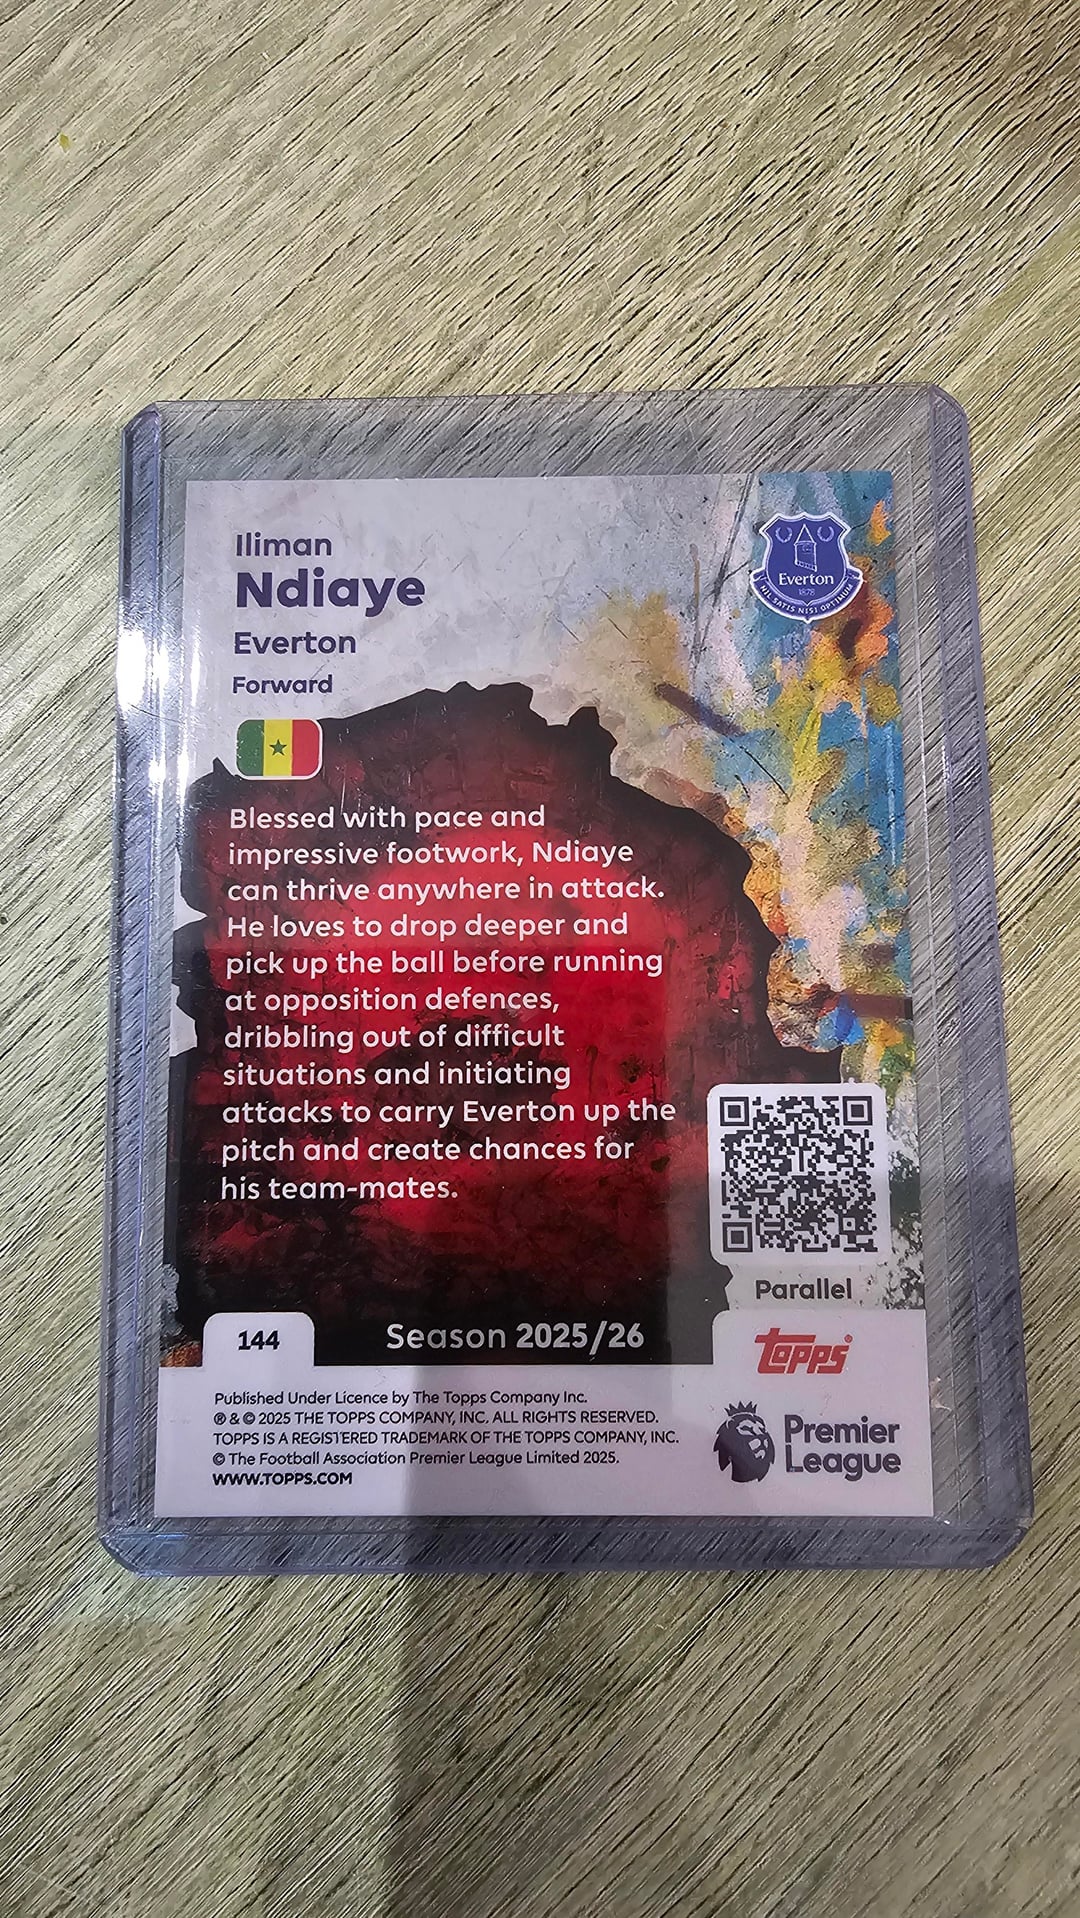 Iliman
Ndiaye
Everton
Forward
Everton
1878
NIL SATIS NISI OPTIMUM
Blessed with pace and
impressive footwork, Ndiaye
can thrive anywhere in attack.
He loves to drop deeper and
pick up the ball before running
at opposition defences,
dribbling out of difficult
situations and initiating
attacks to carry Everton up the
pitch and create chances for
his team-mates.
Parallel
144
Season 2025/26
Topps®
Published Under Licence by The Topps Company Inc.
® & © 2025 THE TOPPS COMPANY, INC. ALL RIGHTS RESERVED.
TOPPS IS A REGISTERED TRADEMARK OF THE TOPPS COMPANY, INC.
© The Football Association Premier League Limited 2025.
WWW.TOPPS.COM
Premier
League